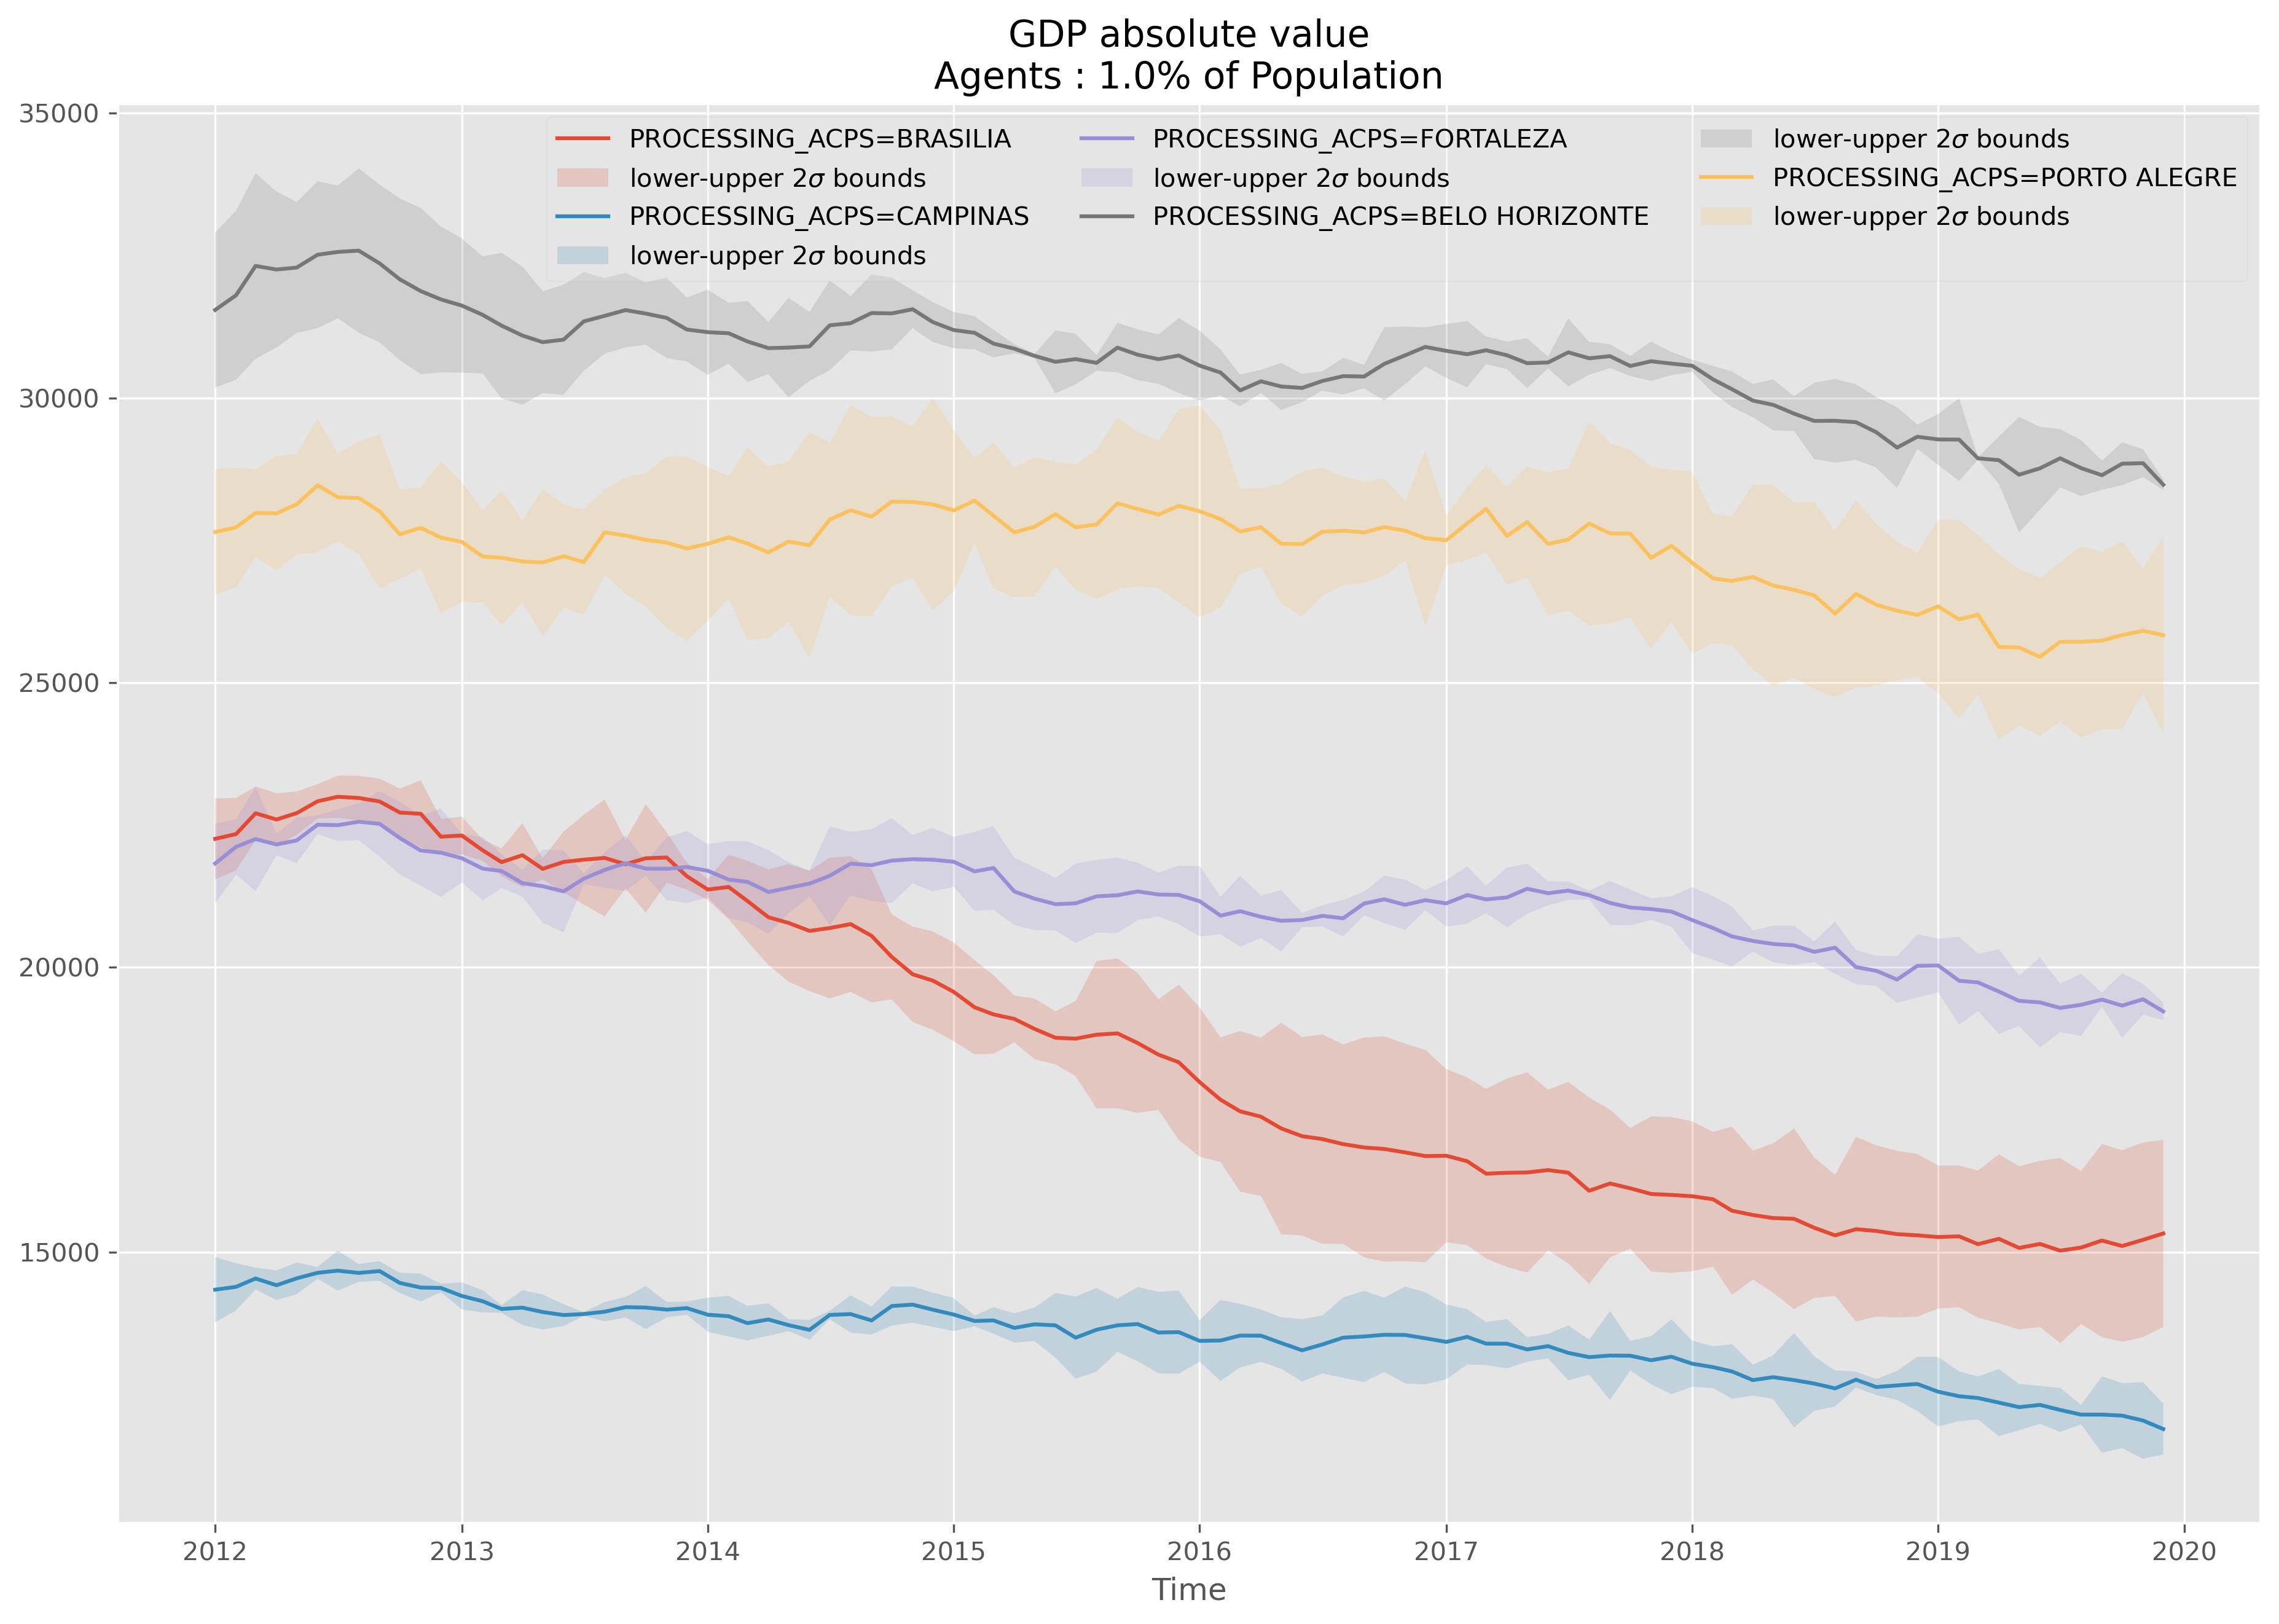 GDP absolute value
Agents : 1.0% of Population
35000
30000
25000
20000
15000
PROCESSING_ACPS=BRASILIA
lower-upper 2σ bounds
PROCESSING_ACPS=CAMPINAS
lower-upper 2σ bounds
PROCESSING_ACPS=FORTALEZA
lower-upper 2σ bounds
PROCESSING_ACPS=BELO HORIZONTE
lower-upper 2σ bounds
PROCESSING_ACPS=PORTO ALEGRE
lower-upper 2σ bounds
2012 2013 2014 2015 2016 2017 2018 2019 2020
Time